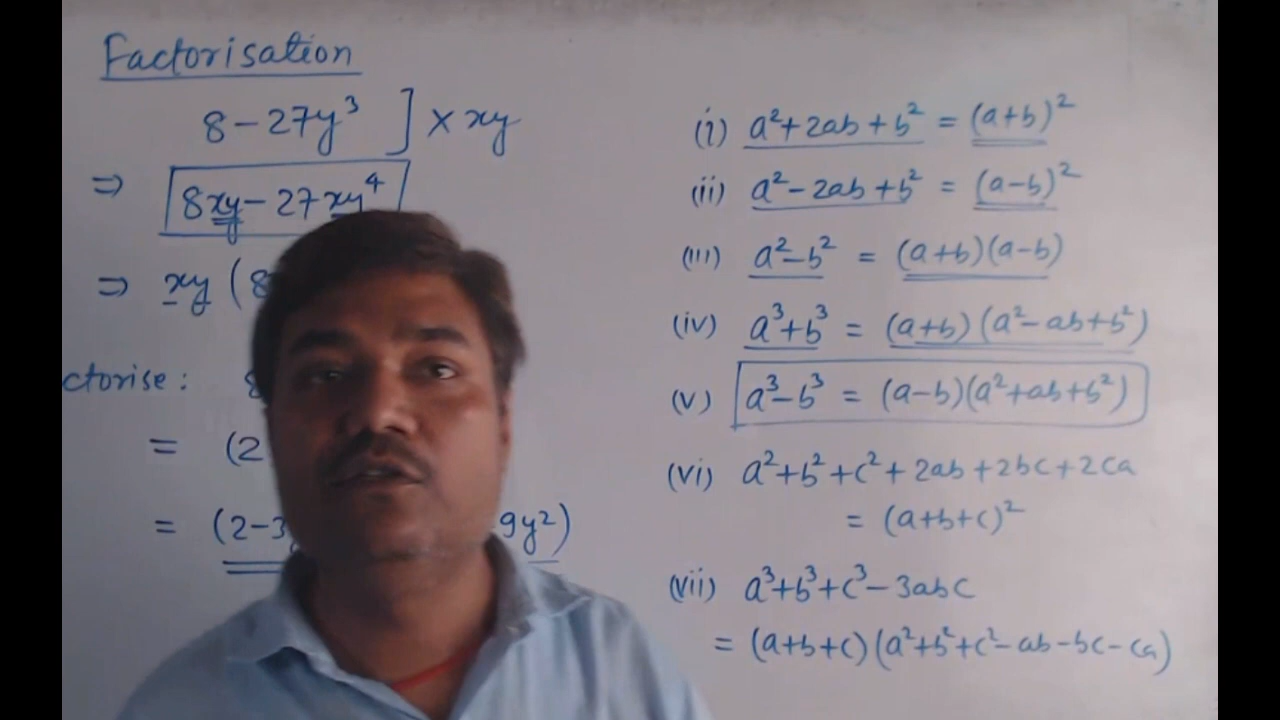 Factorisation
8 - 27y³ ] × xy
⇒ 8xy - 27xy⁴
⇒ xy (8
ctorise : 8
= (2
= (2-3 9y²)
(i) a²+2ab+b² = (a+b)²
(ii) a²-2ab+b² = (a-b)²
(iii) a²-b² = (a+b)(a-b)
(iv) a³+b³ = (a+b)(a²-ab+b²)
(v) a³-b³ = (a-b)(a²+ab+b²)
(vi) a²+b²+c²+2ab+2bc+2ca
= (a+b+c)²
(vii) a³+b³+c³-3abc
= (a+b+c)(a²+b²+c²-ab-bc-ca)